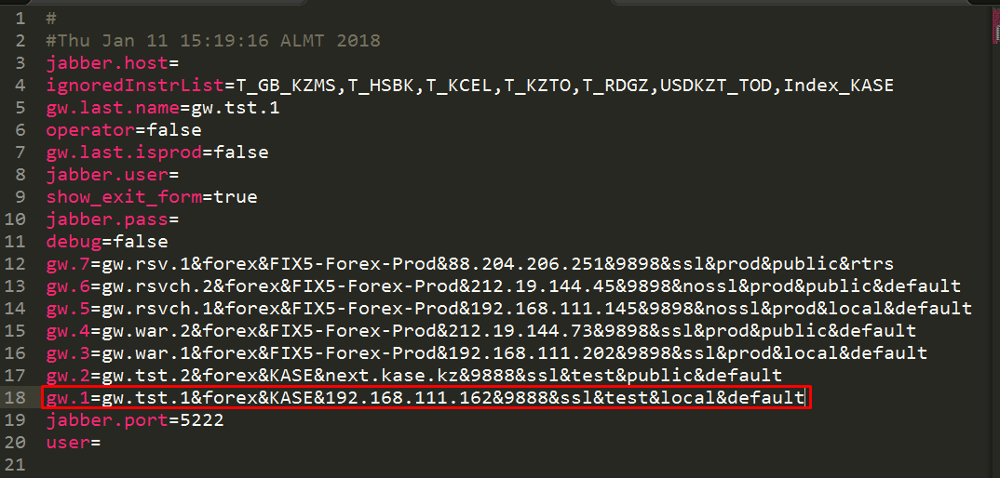 1 #
2 #Thu Jan 11 15:19:16 ALMT 2018
3 jabber.host=
4 ignoredInstrList=T_GB_KZMS,T_HSBK,T_KCEL,T_KZTO,T_RDGZ,USDKZT_TOD,Index_KASE
5 gw.last.name=gw.tst.1
6 operator=false
7 gw.last.isprod=false
8 jabber.user=
9 show_exit_form=true
10 jabber.pass=
11 debug=false
12 gw.7=gw.rsv.1&forex&FIX5-Forex-Prod&88.204.206.251&9898&ssl&prod&public&rtrs
13 gw.6=gw.rsvch.2&forex&FIX5-Forex-Prod&212.19.144.45&9898&nossl&prod&public&default
14 gw.5=gw.rsvch.1&forex&FIX5-Forex-Prod&192.168.111.145&9898&nossl&prod&local&default
15 gw.4=gw.war.2&forex&FIX5-Forex-Prod&212.19.144.73&9898&ssl&prod&public&default
16 gw.3=gw.war.1&forex&FIX5-Forex-Prod&192.168.111.202&9898&ssl&prod&local&default
17 gw.2=gw.tst.2&forex&KASE&next.kase.kz&9888&ssl&test&public&default
18 gw.1=gw.tst.1&forex&KASE&192.168.111.162&9888&ssl&test&local&default
19 jabber.port=5222
20 user=
21